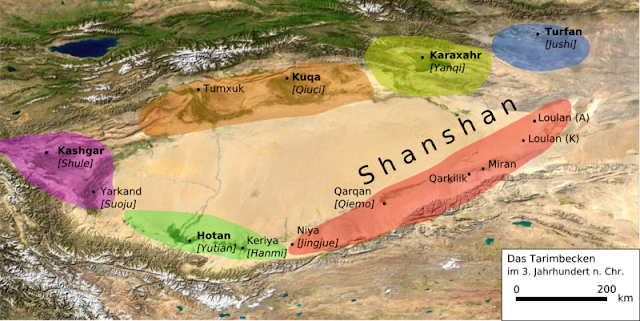 Turfan
[Jushi]
Karaxahr
[Yanqi]
Kuqa
[Qiuci]
Tumxuk
Shanshan
Loulan (A)
Loulan (K)
Kashgar
[Shule]
Miran
Qarkilik
Yarkand
[Suoju]
Qarqan
[Qiemo]
Niya
[Jingjue]
Hotan
[Yutian]
Keriya
[Hanmi]
Das Tarimbecken
im 3. Jahrhundert n. Chr.
0 200
km